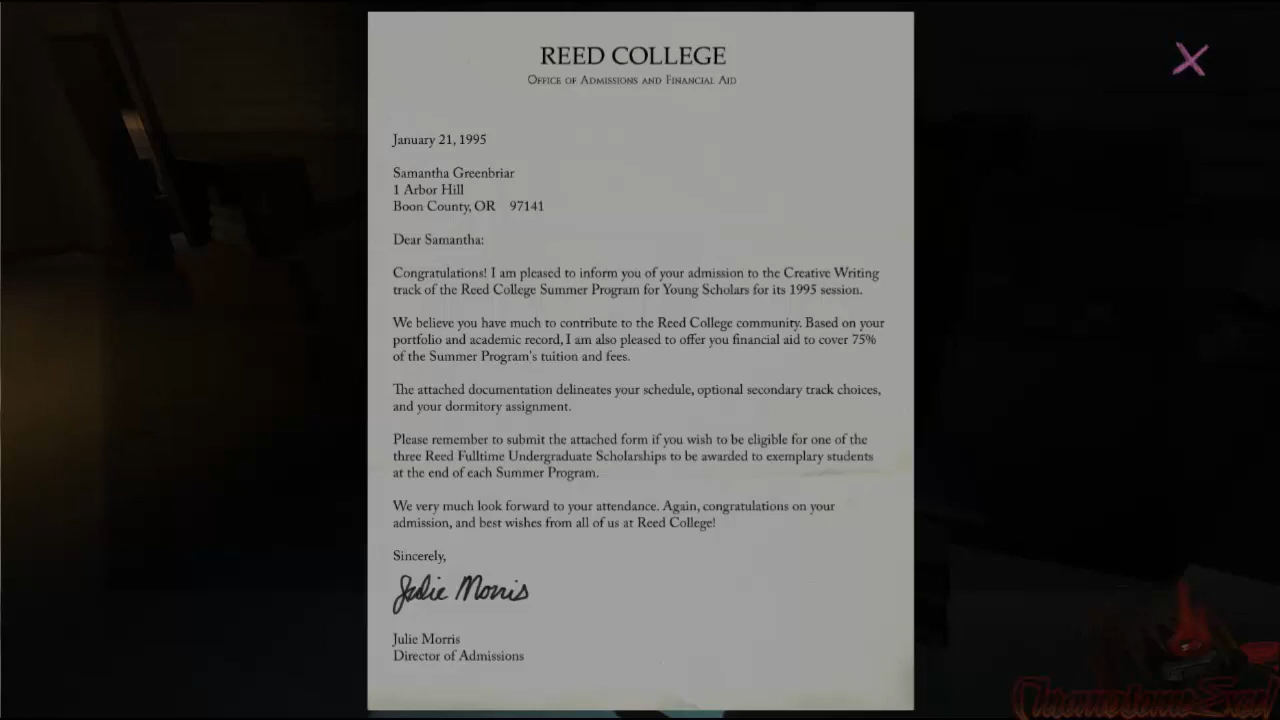 REED COLLEGE
Office of Admissions and Financial Aid
January 21, 1995
Samantha Greenbriar
1 Arbor Hill
Boon County, OR 97141
Dear Samantha:
Congratulations! I am pleased to inform you of your admission to the Creative Writing
track of the Reed College Summer Program for Young Scholars for its 1995 session.
We believe you have much to contribute to the Reed College community. Based on your
portfolio and academic record, I am also pleased to offer you financial aid to cover 75%
of the Summer Program's tuition and fees.
The attached documentation delineates your schedule, optional secondary track choices,
and your dormitory assignment.
Please remember to submit the attached form if you wish to be eligible for one of the
three Reed Fulltime Undergraduate Scholarships to be awarded to exemplary students
at the end of each Summer Program.
We very much look forward to your attendance. Again, congratulations on your
admission, and best wishes from all of us at Reed College!
Sincerely,
Julie Morris
Julie Morris
Director of Admissions